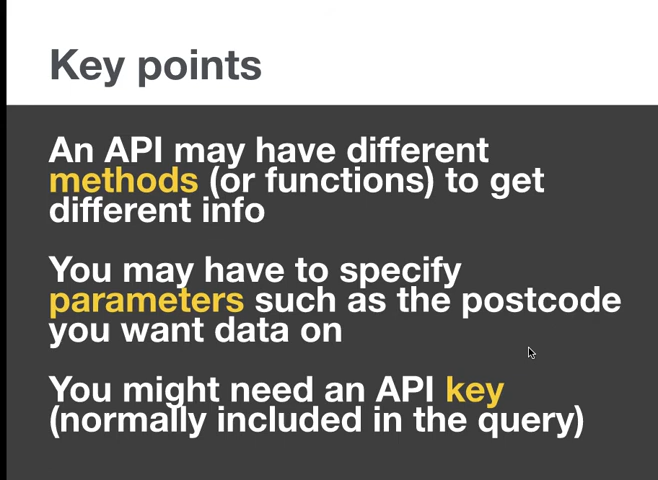 Key points
An API may have different
methods (or functions) to get
different info
You may have to specify
parameters such as the postcode
you want data on
You might need an API key
(normally included in the query)